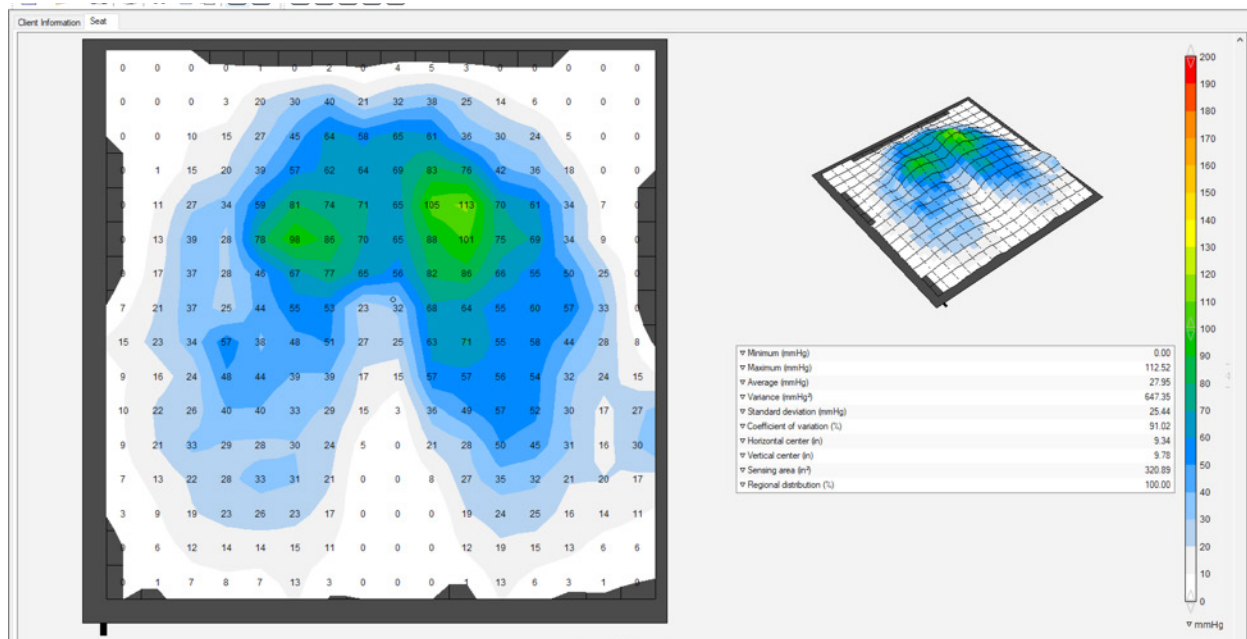 Client Information Seat
0 0 0 0 1 0 2 0 4 5 3 0 0 0 0 0
0 0 0 3 20 30 40 21 32 38 25 14 6 0 0 0
0 0 10 15 27 45 64 58 65 61 36 30 24 5 0 0
0 1 15 20 39 57 62 64 69 83 76 42 36 18 0 0
0 11 27 34 59 81 74 71 65 105 113 70 61 34 7 0
0 13 39 28 78 98 86 70 65 88 101 75 69 34 9 0
0 17 37 28 46 67 77 65 56 82 86 66 55 50 25 0
7 21 37 25 44 55 53 23 32 68 64 55 60 57 33 0
15 23 34 57 38 48 51 27 25 63 71 55 58 44 28 8
9 16 24 48 44 39 39 17 15 57 57 56 54 32 24 15
10 22 26 40 40 33 29 15 3 36 49 57 52 30 17 27
9 21 33 29 28 30 24 5 0 21 28 50 45 31 16 30
7 13 22 28 33 31 21 0 0 8 27 35 32 21 20 17
3 9 19 23 26 23 17 0 0 0 19 24 25 16 14 11
0 6 12 14 14 15 11 0 0 0 12 19 15 13 6 6
0 1 7 8 7 13 3 0 0 0 1 13 6 3 1 0
Minimum (mmHg) 0.00
Maximum (mmHg) 112.52
Average (mmHg) 27.95
Variance (mmHg²) 647.35
Standard deviation (mmHg) 25.44
Coefficient of variation (%) 91.02
Horizontal center (in) 9.34
Vertical center (in) 9.78
Sensing area (in²) 320.89
Regional distribution (%) 100.00
200
190
180
170
160
150
140
130
120
110
100
90
80
70
60
50
40
30
20
10
0
mmHg